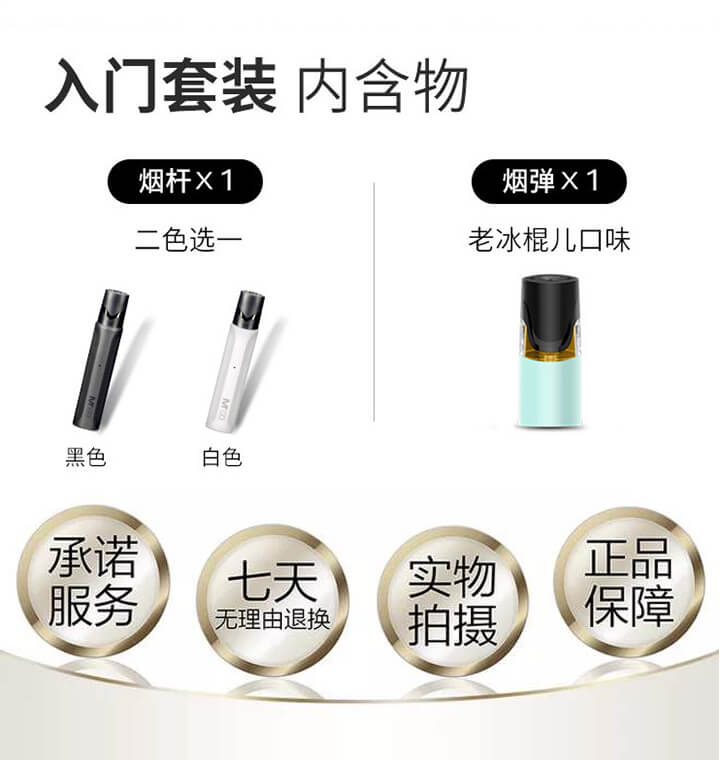 入门套装 内含物
烟杆X1
二色选一
黑色
白色
烟弹X1
老冰棍儿口味
承诺
服务
七天
无理由退换
实物
拍摄
正品
保障